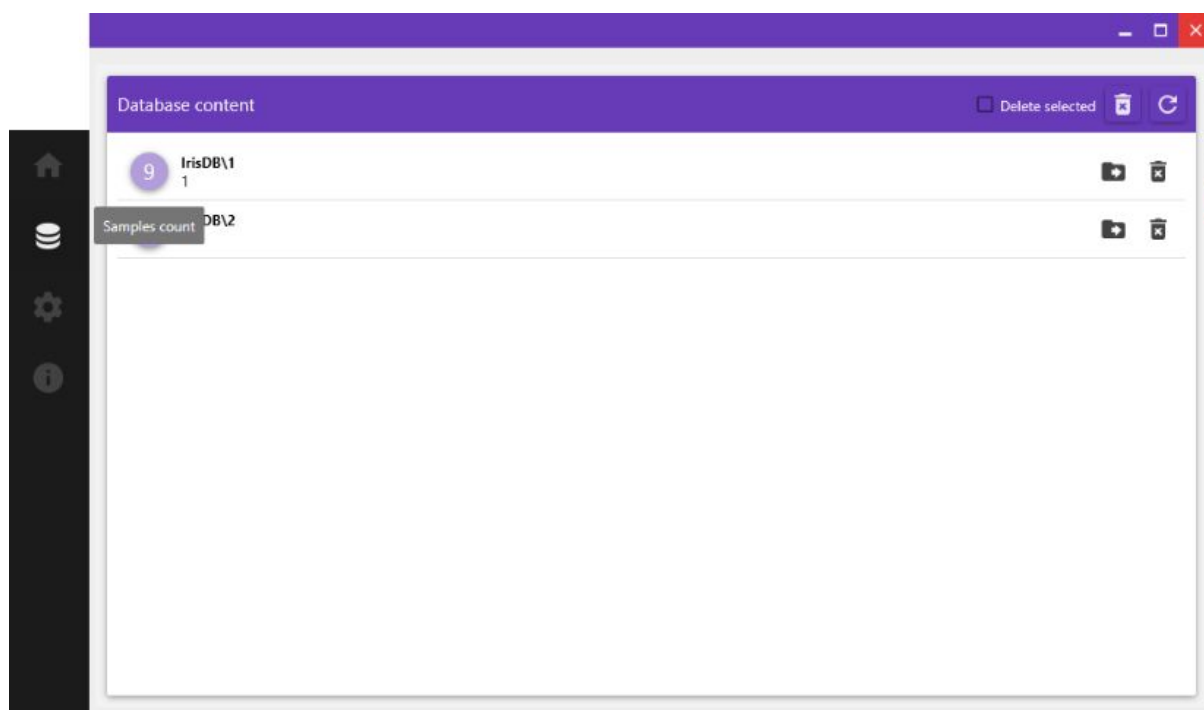 Database content
Delete selected
9
IrisDB\1
1
Samples count
DB\2